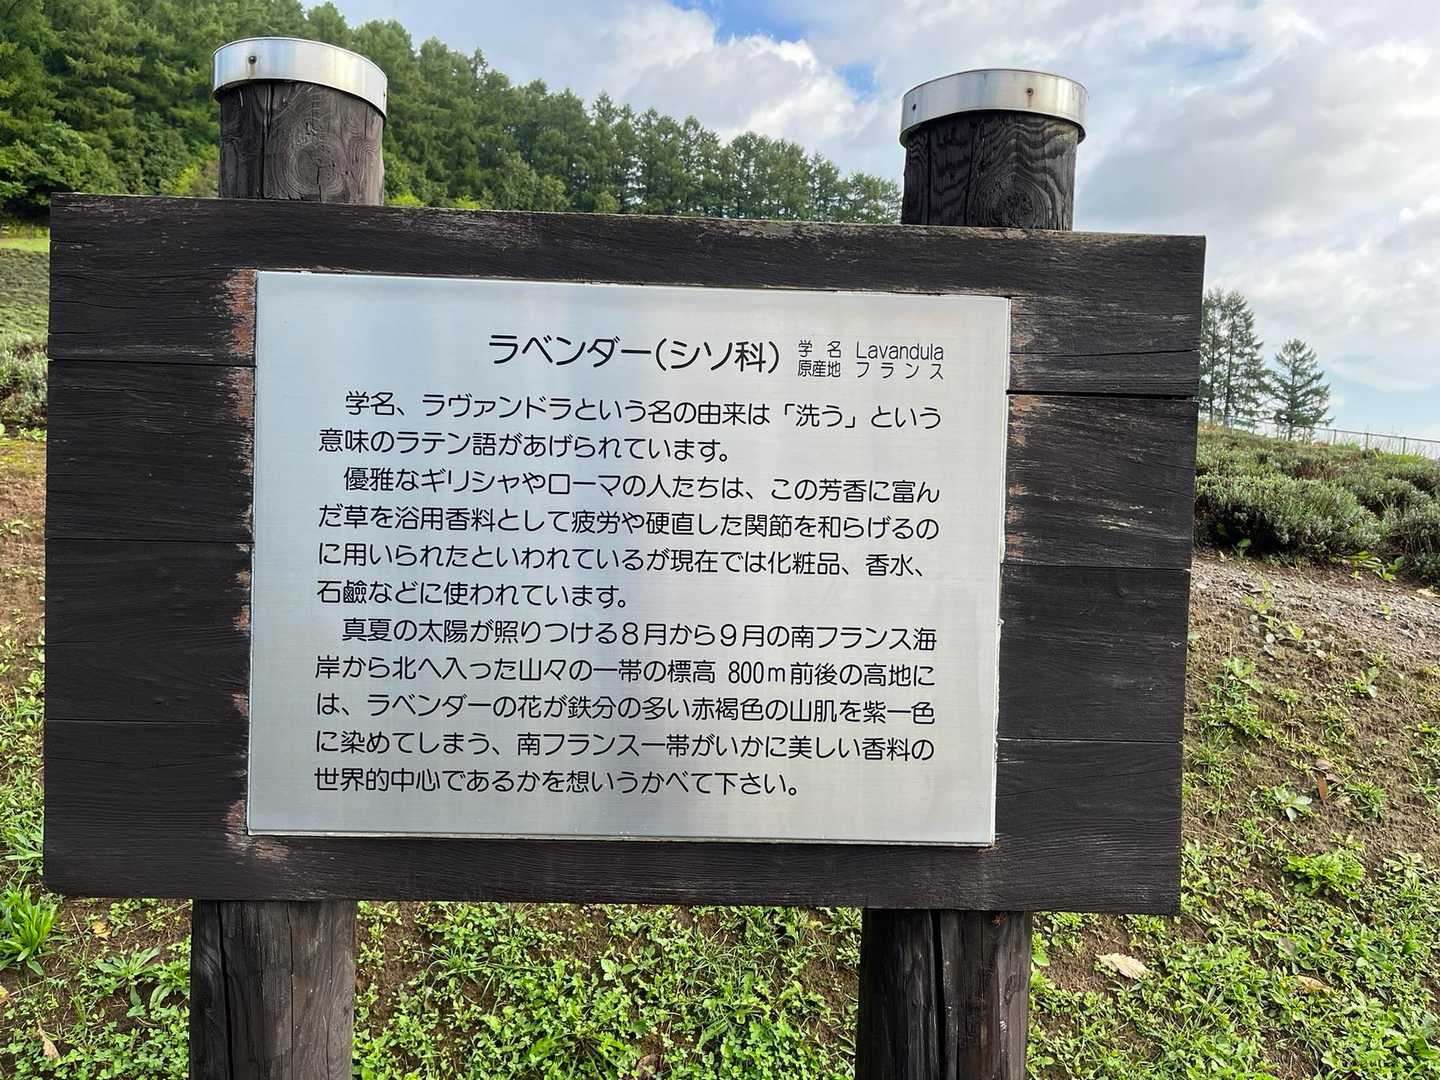 ラベンダー(シソ科) 学名 Lavandula
原産地 フランス
学名、ラヴァンドラという名の由来は「洗う」という
意味のラテン語があげられています。
優雅なギリシャやローマの人たちは、この芳香に富ん
だ草を浴用香料として疲労や硬直した関節を和らげるの
に用いられたといわれているが現在では化粧品、香水、
石鹼などに使われています。
真夏の太陽が照りつける8月から9月の南フランス海
岸から北へ入った山々の一帯の標高 800m前後の高地に
は、ラベンダーの花が鉄分の多い赤褐色の山肌を紫一色
に染めてしまう、南フランス一帯がいかに美しい香料の
世界的中心であるかを想いうかべて下さい。